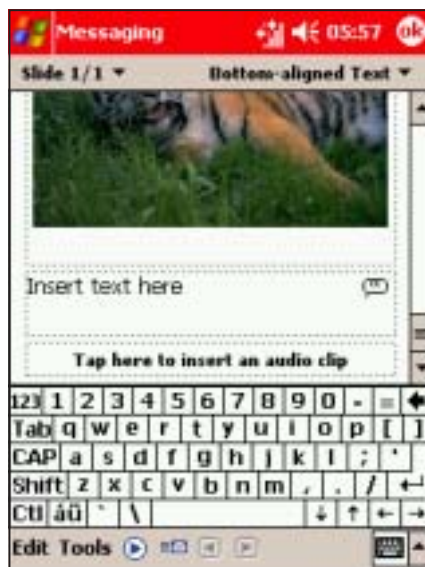 Messaging 05:57 ok
Slide 1/1 Bottom-aligned Text
Insert text here
Tap here to insert an audio clip
123 1 2 3 4 5 6 7 8 9 0 - =
Tab q w e r t y u i o p [ ]
CAP a s d f g h j k l ; '
Shift z x c v b n m , . /
Ctl áü ` \
Edit Tools